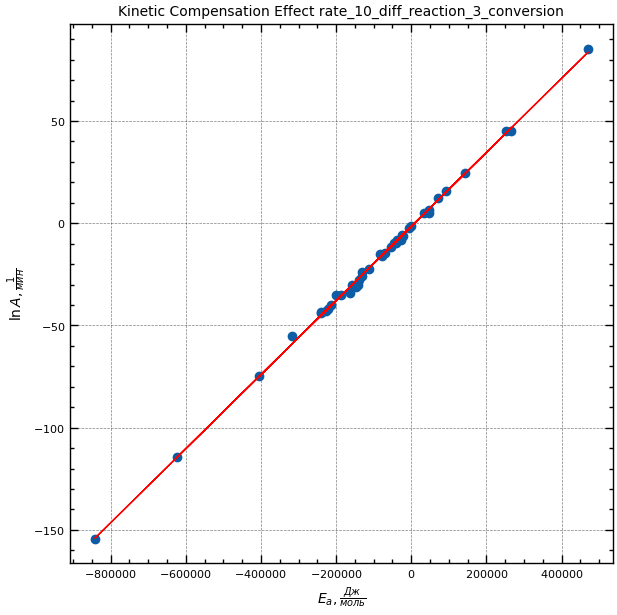 Kinetic Compensation Effect rate_10_diff_reaction_3_conversion
50
0
−50
−100
−150
ln A, 1/мин
−800000 −600000 −400000 −200000 0 200000 400000
E_a, Дж/моль